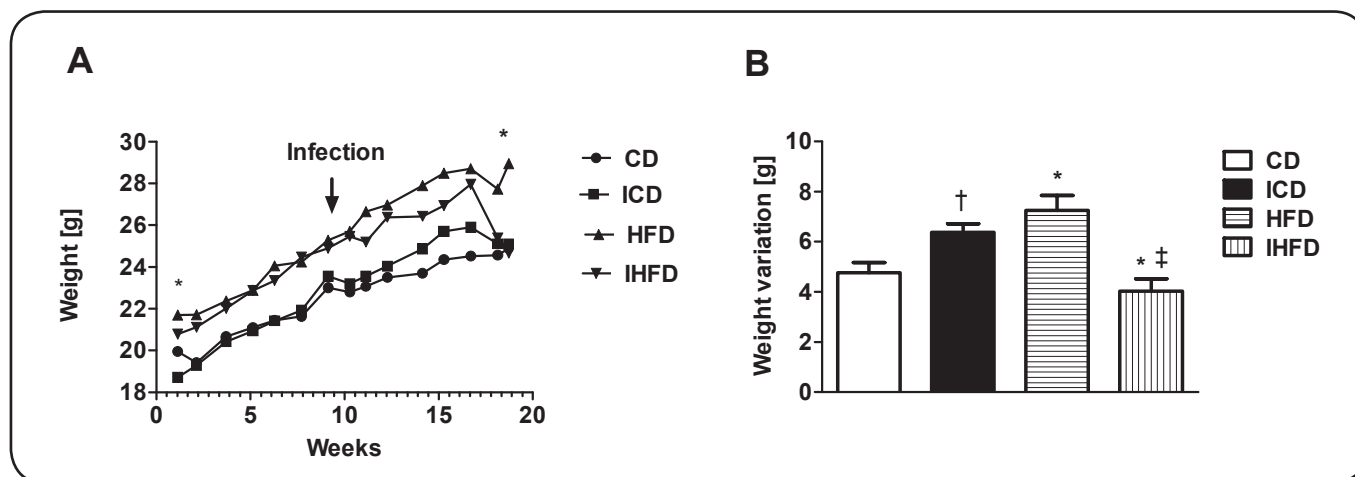 A
Weight [g]
30
28
26
24
22
20
18
*
Infection
*
0
5
10
15
20
Weeks
CD
ICD
HFD
IHFD
B
Weight variation [g]
10
8
6
4
2
0
†
*
* ‡
CD
ICD
HFD
IHFD